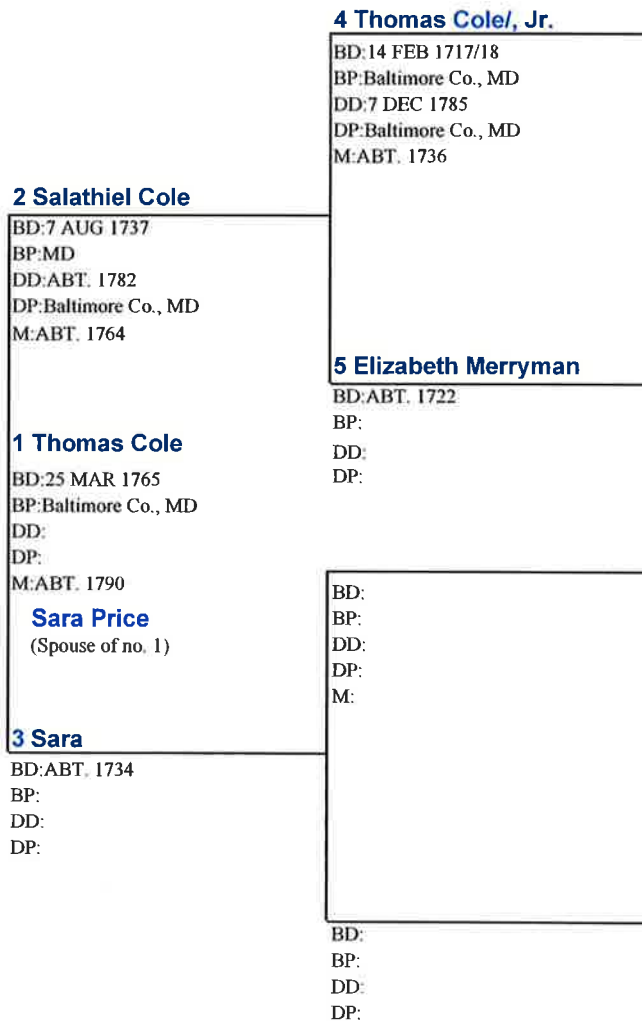 4 Thomas Cole/, Jr.
BD:14 FEB 1717/18
BP:Baltimore Co., MD
DD:7 DEC 1785
DP:Baltimore Co., MD
M:ABT. 1736
2 Salathiel Cole
BD:7 AUG 1737
BP:MD
DD:ABT. 1782
DP:Baltimore Co., MD
M:ABT. 1764
5 Elizabeth Merryman
BD:ABT. 1722
BP:
DD:
DP:
1 Thomas Cole
BD:25 MAR 1765
BP:Baltimore Co., MD
DD:
DP:
M:ABT. 1790
Sara Price
(Spouse of no. 1)
BD:
BP:
DD:
DP:
M:
3 Sara
BD:ABT. 1734
BP:
DD:
DP:
BD:
BP:
DD:
DP: